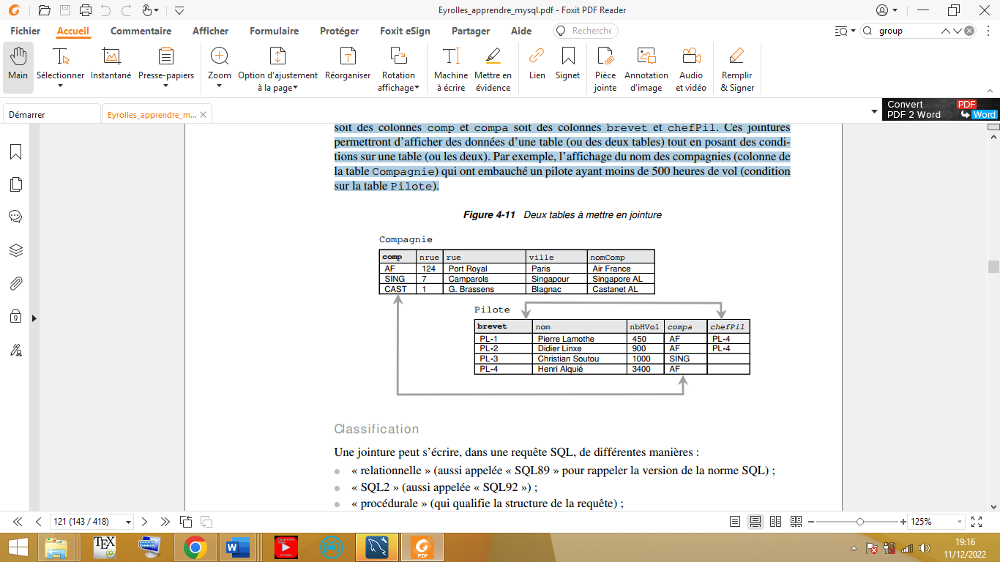 Eyrolles_apprendre_mysql.pdf - Foxit PDF Reader
Fichier Accueil Commentaire Afficher Formulaire Protéger Foxit eSign Partager Aide Recherche group
Main Sélectionner Instantané Presse-papiers Zoom Option d'ajustement à la page Réorganiser Rotation affichage Machine à écrire Mettre en évidence Lien Signet Pièce jointe Annotation d'image Audio et vidéo Remplir & Signer
Démarrer Eyrolles_apprendre_m...
Convert PDF
PDF 2 Word Word
soit des colonnes comp et compa soit des colonnes brevet et chefPil. Ces jointures
permettront d'afficher des données d'une table (ou des deux tables) tout en posant des condi-
tions sur une table (ou les deux). Par exemple, l'affichage du nom des compagnies (colonne de
la table Compagnie) qui ont embauché un pilote ayant moins de 500 heures de vol (condition
sur la table Pilote).
Figure 4-11 Deux tables à mettre en jointure
Compagnie
comp nrue rue ville nomComp
AF 124 Port Royal Paris Air France
SING 7 Camparols Singapour Singapore AL
CAST 1 G. Brassens Blagnac Castanet AL
Pilote
brevet nom nbHVol compa chefPil
PL-1 Pierre Lamothe 450 AF PL-4
PL-2 Didier Linxe 900 AF PL-4
PL-3 Christian Soutou 1000 SING
PL-4 Henri Alquié 3400 AF
Classification
Une jointure peut s'écrire, dans une requête SQL, de différentes manières :
« relationnelle » (aussi appelée « SQL89 » pour rappeler la version de la norme SQL) ;
« SQL2 » (aussi appelée « SQL92 ») ;
« procédurale » (qui qualifie la structure de la requête) ;
121 (143 / 418) 125%
TEX W PDF
19:16
11/12/2022